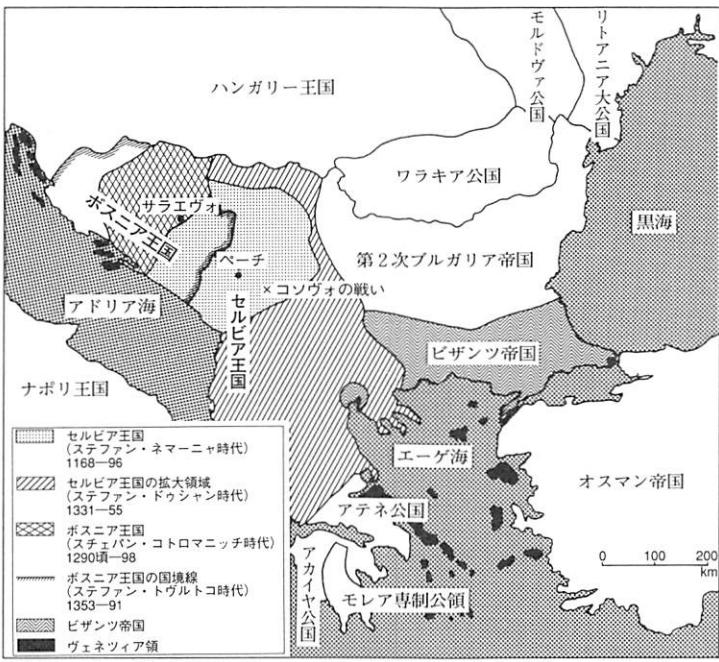 モルドヴァ公国
リトアニア大公国
ハンガリー王国
ワラキア公国
サラエヴォ
ボスニア王国
黒海
ペーチ
第2次ブルガリア帝国
×コソヴォの戦い
アドリア海
セルビア王国
ビザンツ帝国
ナポリ王国
エーゲ海
オスマン帝国
アテネ公国
アカイヤ公国
モレア専制公領
0 100 200
km
セルビア王国
(ステファン・ネマーニャ時代)
1168―96
セルビア王国の拡大領域
(ステファン・ドゥシャン時代)
1331―55
ボスニア王国
(スチェパン・コトロマニッチ時代)
1290頃―98
ボスニア王国の国境線
(ステファン・トヴルトコ時代)
1353―91
ビザンツ帝国
ヴェネツィア領